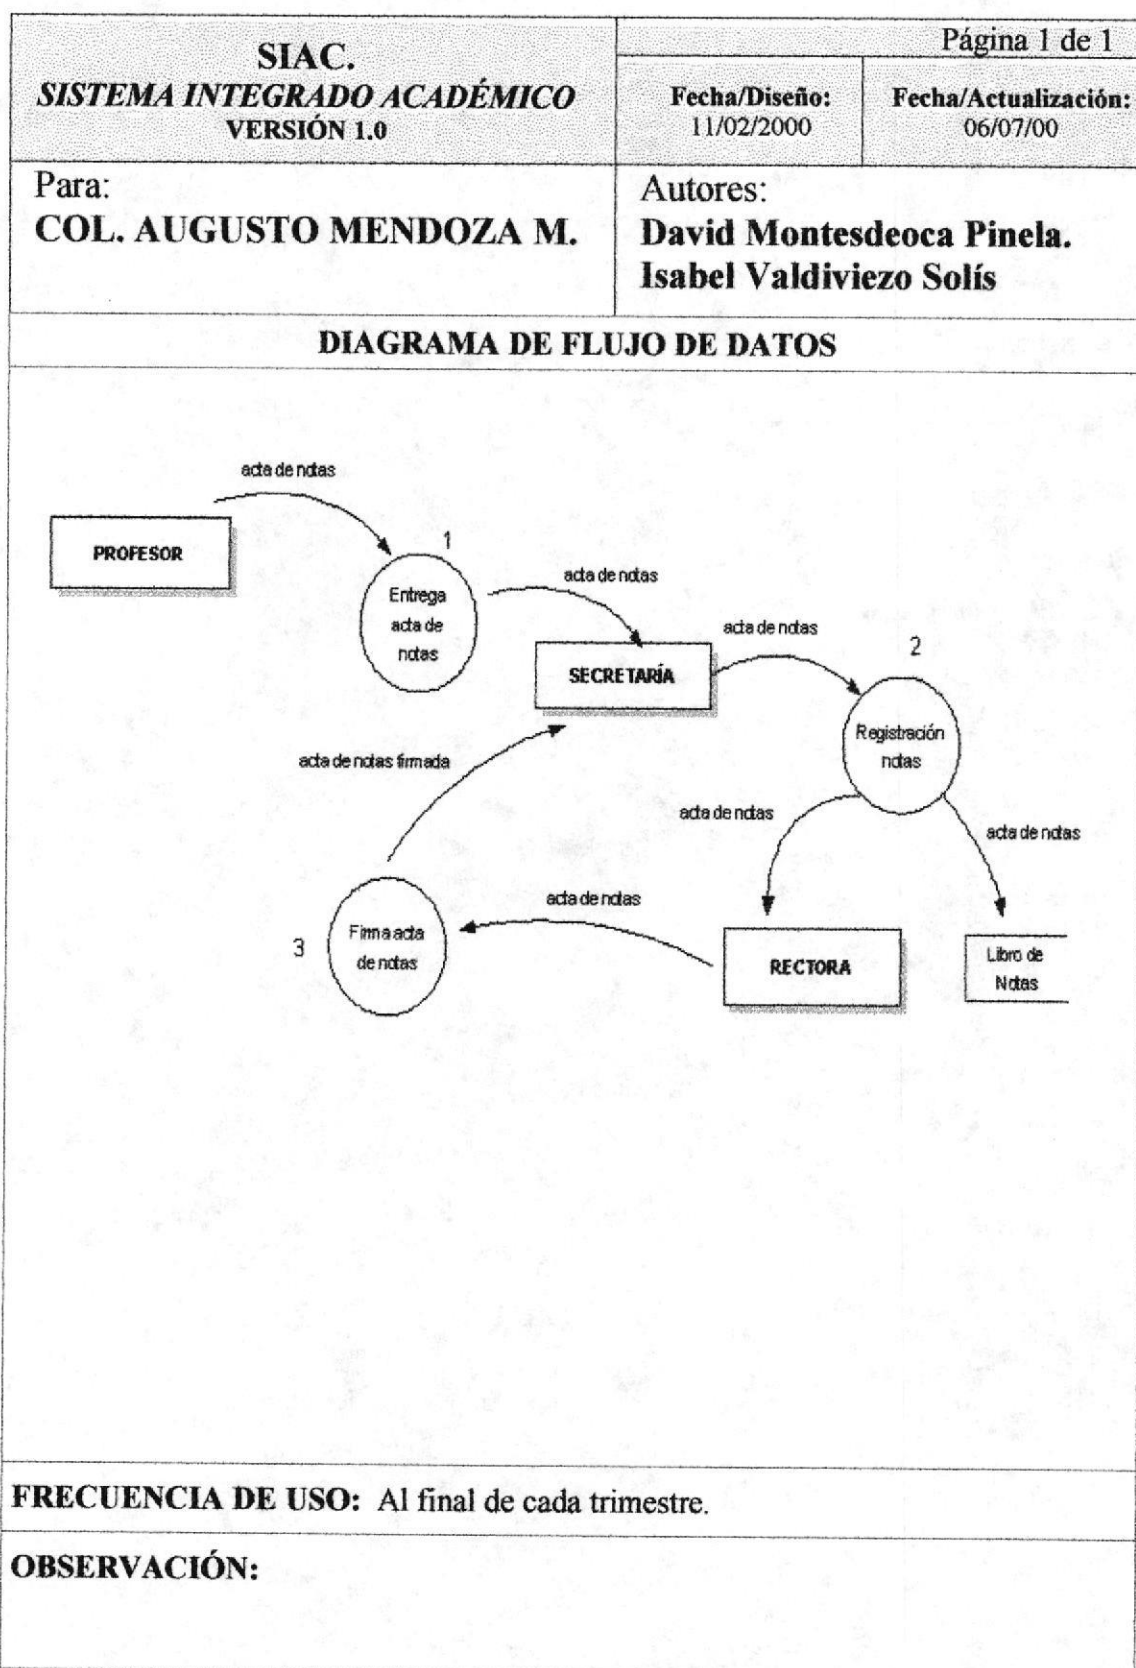 SIAC.
SISTEMA INTEGRADO ACADÉMICO
VERSIÓN 1.0
Página 1 de 1
Fecha/Diseño:
11/02/2000
Fecha/Actualización:
06/07/00
Para:
COL. AUGUSTO MENDOZA M.
Autores:
David Montesdeoca Pinela.
Isabel Valdiviezo Solís
DIAGRAMA DE FLUJO DE DATOS
acta de notas
PROFESOR
1
Entrega
acta de
notas
acta de notas
SECRETARÍA
acta de notas
2
Registración
notas
acta de notas firmada
acta de notas
acta de notas
3
Firma acta
de notas
acta de notas
RECTORA
Libro de
Notas
FRECUENCIA DE USO: Al final de cada trimestre.
OBSERVACIÓN: